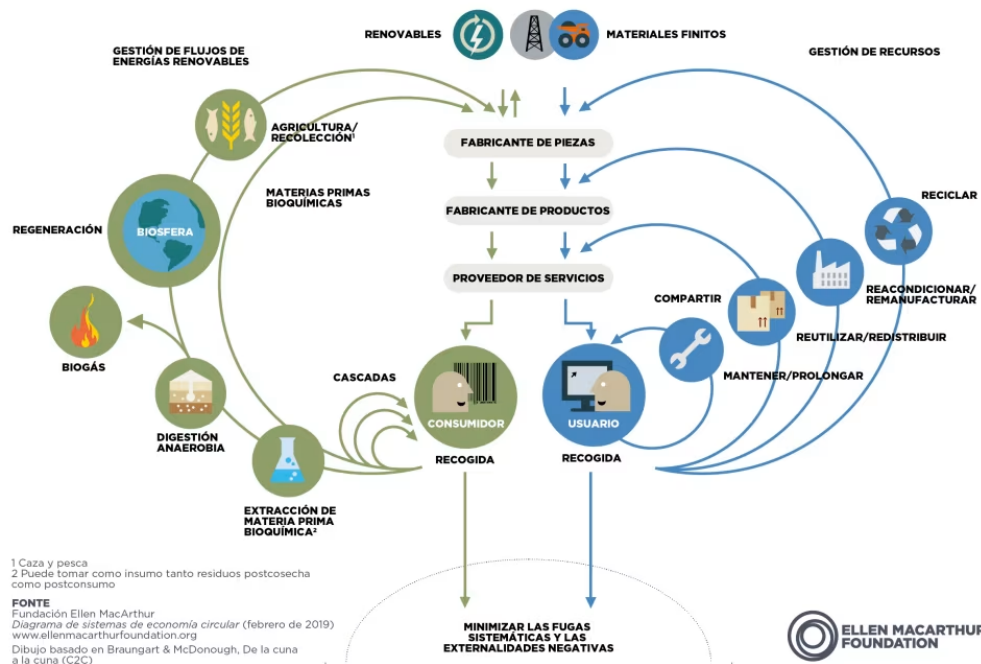 RENOVABLES
MATERIALES FINITOS
GESTIÓN DE FLUJOS DE
ENERGÍAS RENOVABLES
GESTIÓN DE RECURSOS
AGRICULTURA/
RECOLECCIÓN¹
FABRICANTE DE PIEZAS
MATERIAS PRIMAS
BIOQUÍMICAS
RECICLAR
FABRICANTE DE PRODUCTOS
REGENERACIÓN
BIOSFERA
PROVEEDOR DE SERVICIOS
REACONDICIONAR/
REMANUFACTURAR
COMPARTIR
REUTILIZAR/REDISTRIBUIR
BIOGÁS
MANTENER/PROLONGAR
CASCADAS
CONSUMIDOR
USUARIO
DIGESTIÓN
ANAEROBIA
RECOGIDA
RECOGIDA
EXTRACCIÓN DE
MATERIA PRIMA
BIOQUÍMICA²
1 Caza y pesca
2 Puede tomar como insumo tanto residuos postcosecha
como postconsumo
FONTE
Fundación Ellen MacArthur
Diagrama de sistemas de economía circular (febrero de 2019)
www.ellenmacarthurfoundation.org
Dibujo basado en Braungart & McDonough, De la cuna
a la cuna (C2C)
MINIMIZAR LAS FUGAS
SISTEMÁTICAS Y LAS
EXTERNALIDADES NEGATIVAS
ELLEN MACARTHUR
FOUNDATION